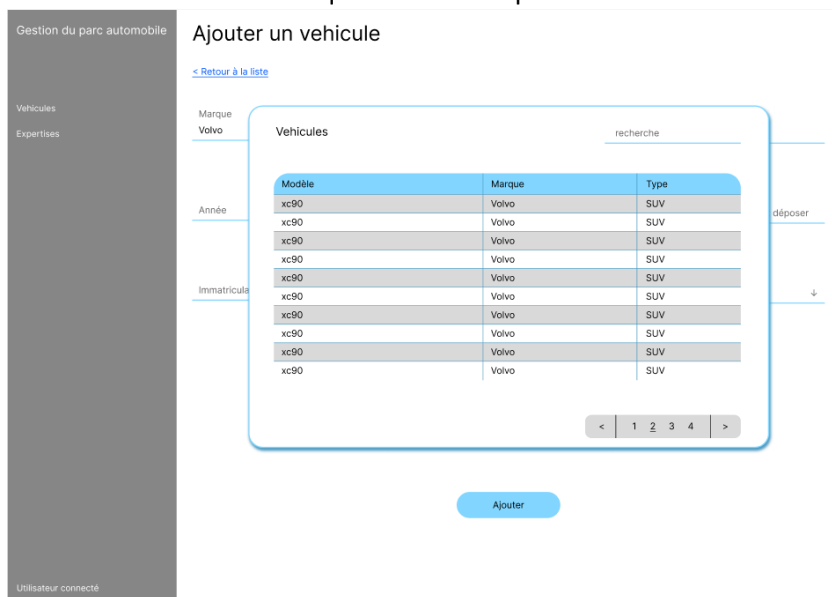 Gestion du parc automobile
Ajouter un vehicule
< Retour à la liste
Vehicules
Expertises
Marque
Volvo
Année
déposer
Immatricula
↓
Vehicules
recherche
Modèle Marque Type
xc90 Volvo SUV
xc90 Volvo SUV
xc90 Volvo SUV
xc90 Volvo SUV
xc90 Volvo SUV
xc90 Volvo SUV
xc90 Volvo SUV
xc90 Volvo SUV
xc90 Volvo SUV
xc90 Volvo SUV
< 1 2 3 4 >
Ajouter
Utilisateur connecté